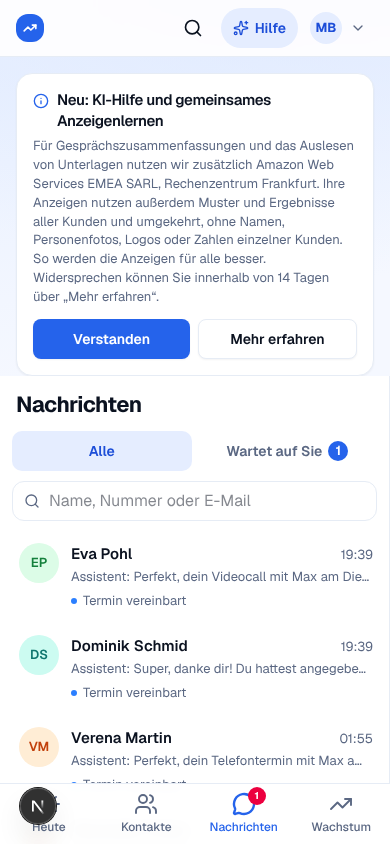 Hilfe
MB
Neu: KI-Hilfe und gemeinsames
Anzeigenlernen
Für Gesprächszusammenfassungen und das Auslesen
von Unterlagen nutzen wir zusätzlich Amazon Web
Services EMEA SARL, Rechenzentrum Frankfurt. Ihre
Anzeigen nutzen außerdem Muster und Ergebnisse
aller Kunden und umgekehrt, ohne Namen,
Personenfotos, Logos oder Zahlen einzelner Kunden.
So werden die Anzeigen für alle besser.
Widersprechen können Sie innerhalb von 14 Tagen
über „Mehr erfahren“.
Verstanden
Mehr erfahren
Nachrichten
Alle
Wartet auf Sie 1
Name, Nummer oder E-Mail
EP
Eva Pohl
19:39
Assistent: Perfekt, dein Videocall mit Max am Die...
Termin vereinbart
DS
Dominik Schmid
19:39
Assistent: Super, danke dir! Du hattest angegebe...
Termin vereinbart
VM
Verena Martin
01:55
Assistent: Perfekt, dein Telefontermin mit Max a...
N
1
Heute
Kontakte
Nachrichten
Wachstum